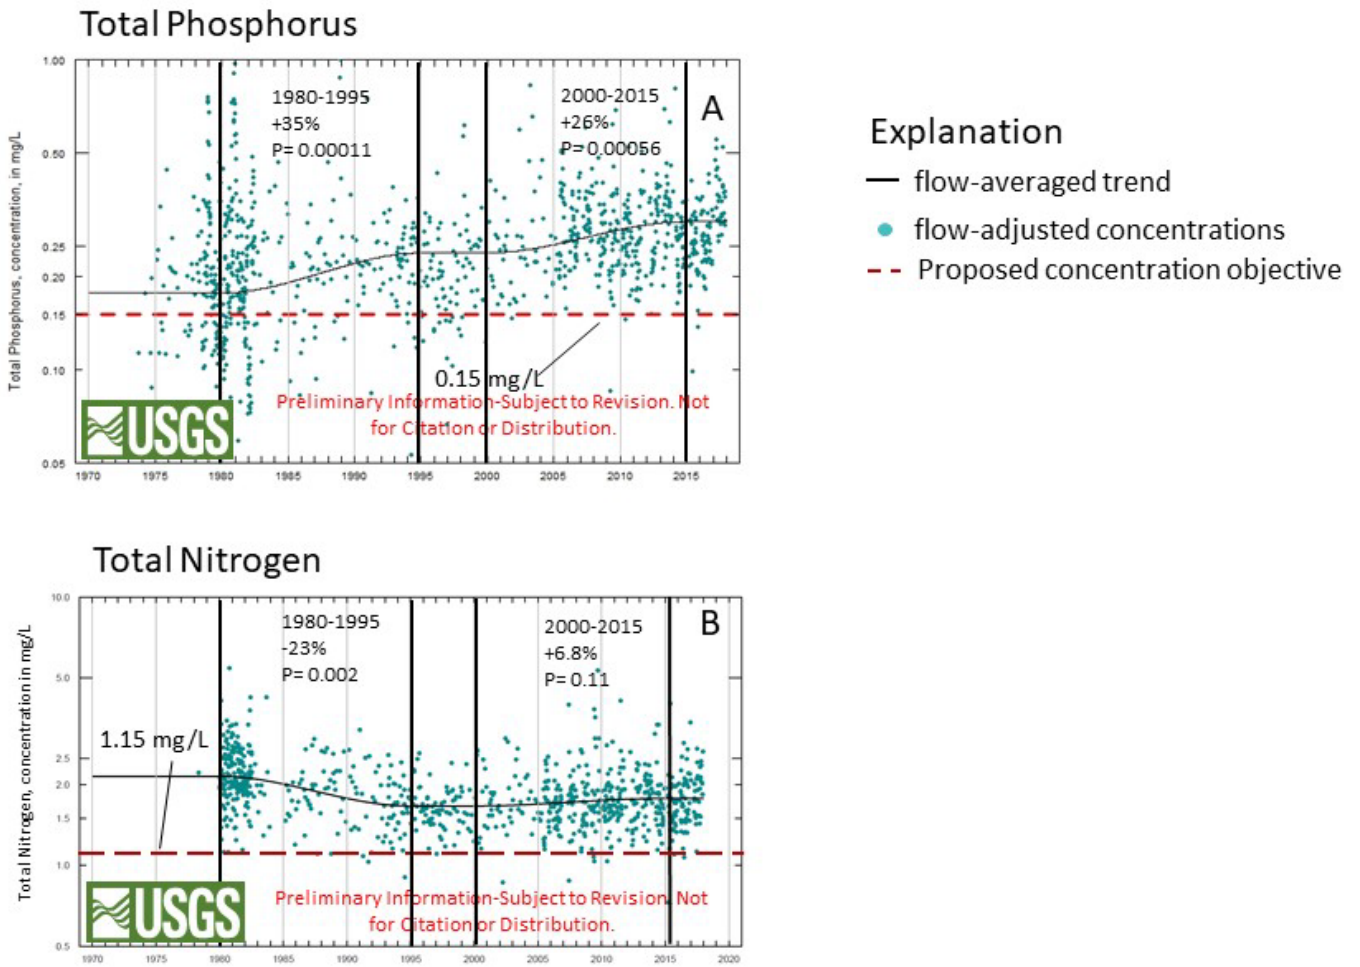 Total Phosphorus
Total Phosphorus, concentration, in mg/L
1.00
0.50
0.25
0.20
0.15
0.10
0.05
1980-1995
+35%
P= 0.00011
2000-2015
+26%
P= 0.00056
A
0.15 mg/L
Preliminary Information-Subject to Revision. Not
for Citation or Distribution.
USGS
1970 1975 1980 1985 1990 1995 2000 2005 2010 2015
Explanation
flow-averaged trend
flow-adjusted concentrations
Proposed concentration objective
Total Nitrogen
Total Nitrogen, concentration in mg/L
10.0
5.0
2.5
2.0
1.5
1.0
0.5
1980-1995
-23%
P= 0.002
2000-2015
+6.8%
P= 0.11
B
1.15 mg/L
Preliminary Information-Subject to Revision. Not
for Citation or Distribution.
USGS
1970 1975 1980 1985 1990 1995 2000 2005 2010 2015 2020